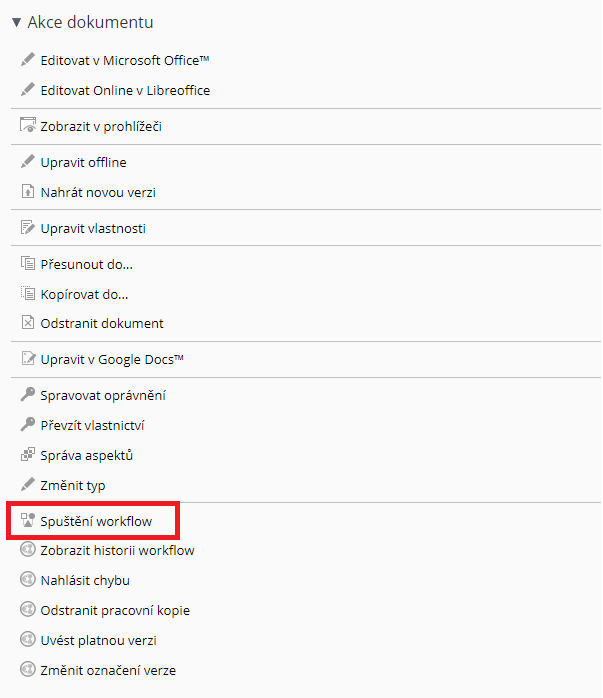 Akce dokumentu
Editovat v Microsoft Office™
Editovat Online v Libreoffice
Zobrazit v prohlížeči
Upravit offline
Nahrát novou verzi
Upravit vlastnosti
Přesunout do...
Kopírovat do...
Odstranit dokument
Upravit v Google Docs™
Spravovat oprávnění
Převzít vlastnictví
Správa aspektů
Změnit typ
Spuštění workflow
Zobrazit historii workflow
Nahlásit chybu
Odstranit pracovní kopie
Uvést platnou verzi
Změnit označení verze